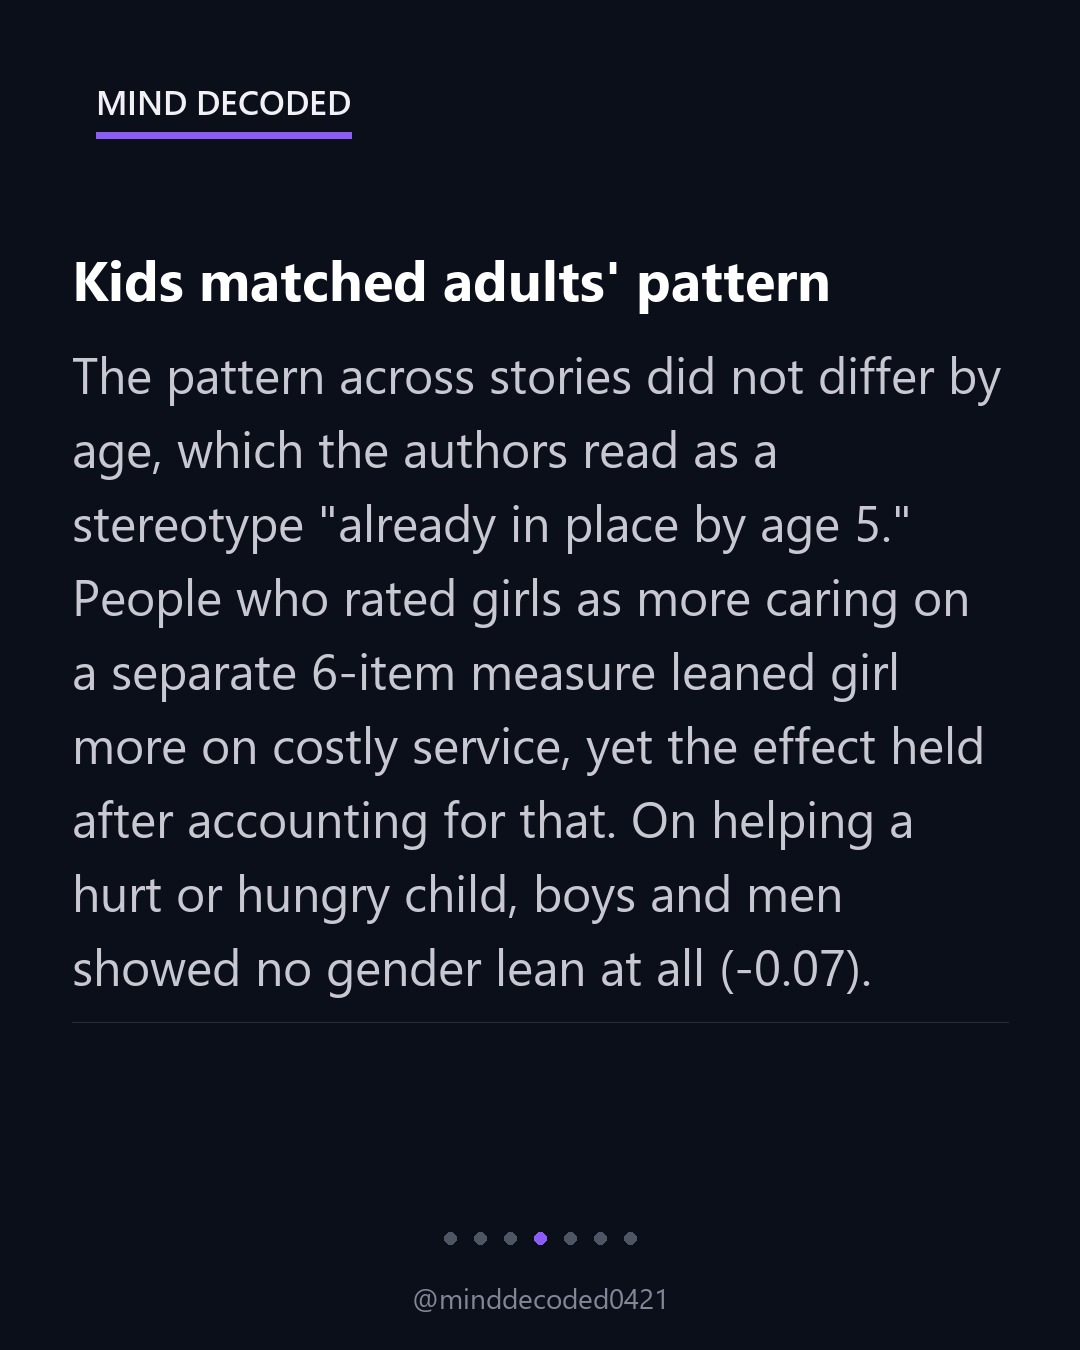 MIND DECODED
Kids matched adults' pattern
The pattern across stories did not differ by
age, which the authors read as a
stereotype "already in place by age 5."
People who rated girls as more caring on
a separate 6-item measure leaned girl
more on costly service, yet the effect held
after accounting for that. On helping a
hurt or hungry child, boys and men
showed no gender lean at all (-0.07).
@minddecoded0421